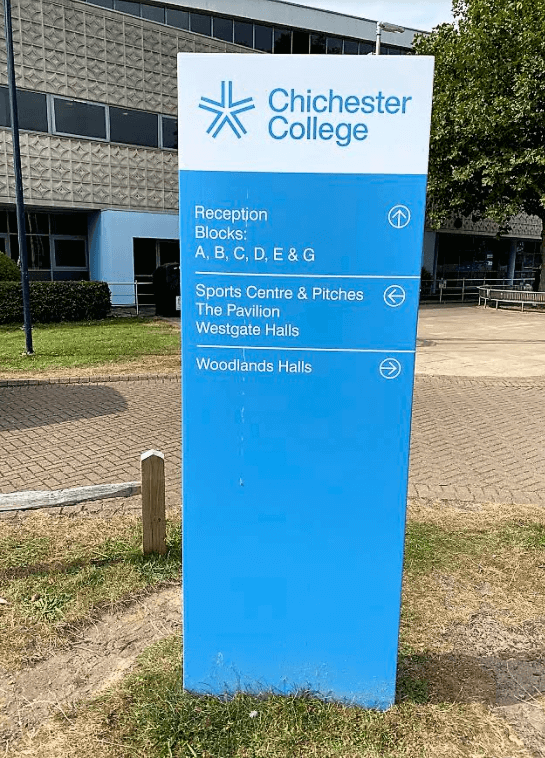 Chichester
College
Reception
Blocks:
A, B, C, D, E & G
Sports Centre & Pitches
The Pavilion
Westgate Halls
Woodlands Halls